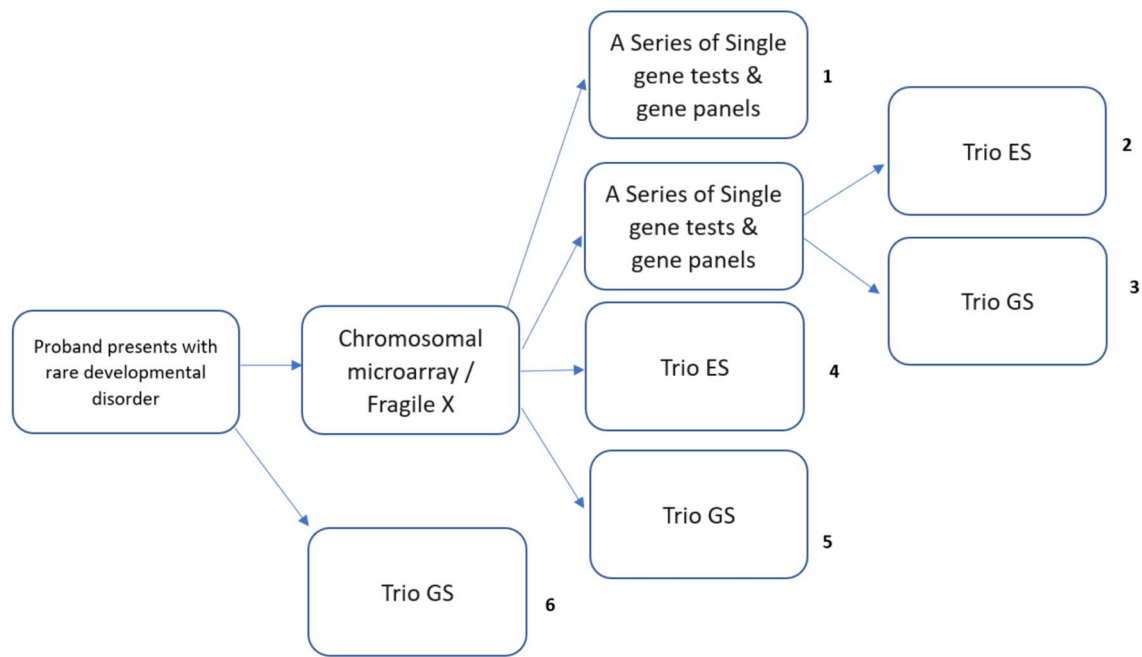 A Series of Single
gene tests &
gene panels
1
A Series of Single
gene tests &
gene panels
Trio ES
2
Trio GS
3
Proband presents with
rare developmental
disorder
Chromosomal
microarray /
Fragile X
Trio ES
4
Trio GS
5
Trio GS
6